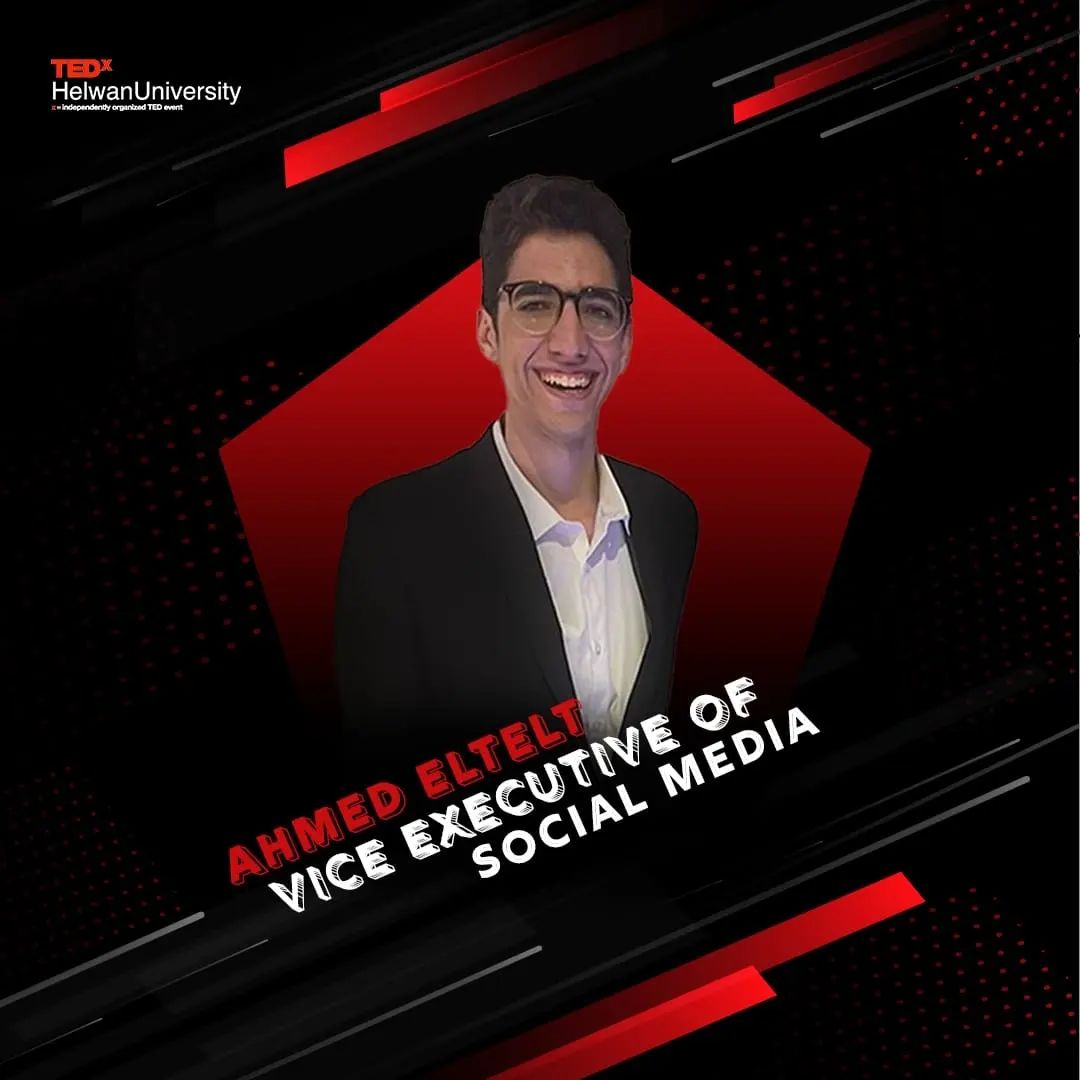 TEDx
HelwanUniversity
x = independently organized TED event
AHMED ELTELT
VICE EXECUTIVE OF
SOCIAL MEDIA